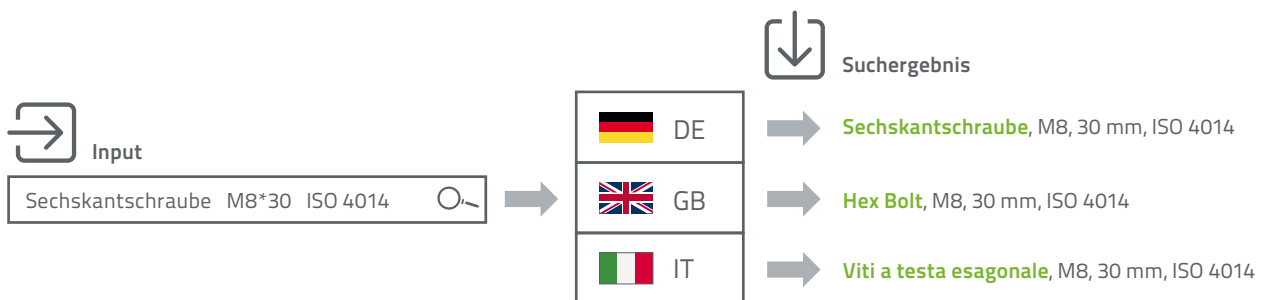 Suchergebnis
Input
Sechskantschraube M8*30 ISO 4014
DE
Sechskantschraube, M8, 30 mm, ISO 4014
GB
Hex Bolt, M8, 30 mm, ISO 4014
IT
Viti a testa esagonale, M8, 30 mm, ISO 4014